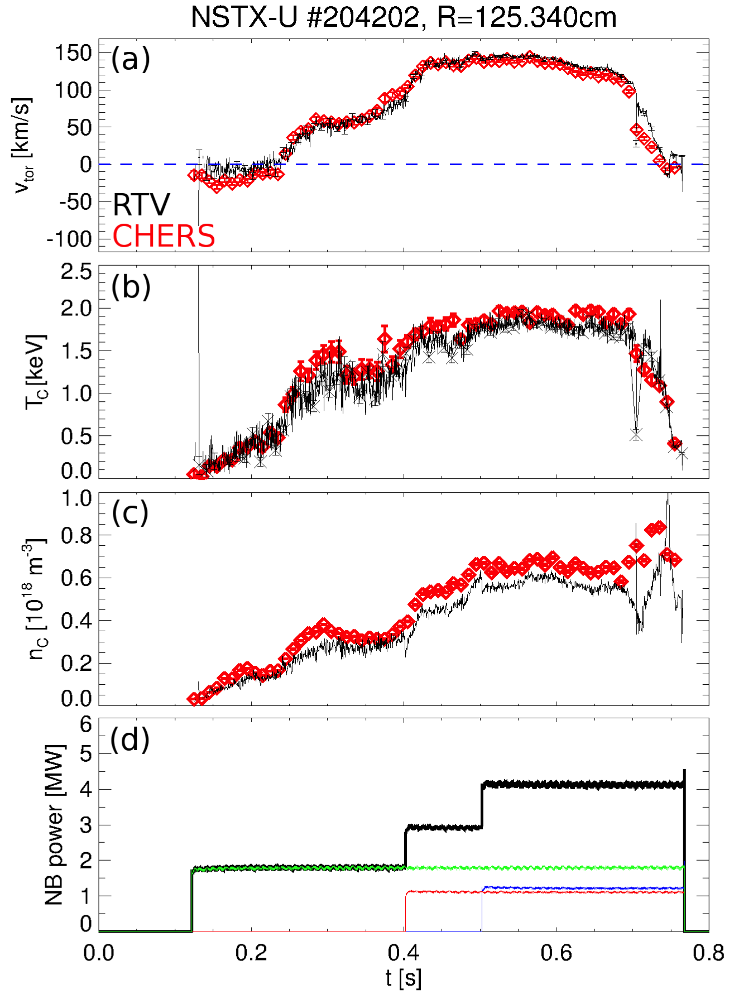 NSTX-U #204202, R=125.340cm
(a)
150
100
50
0
-50
-100
v_tor [km/s]
RTV
CHERS
(b)
2.5
2.0
1.5
1.0
0.5
0.0
T_C [keV]
(c)
1.0
0.8
0.6
0.4
0.2
0.0
n_C [10^18 m^-3]
(d)
6
5
4
3
2
1
0
NB power [MW]
0.0 0.2 0.4 0.6 0.8
t [s]